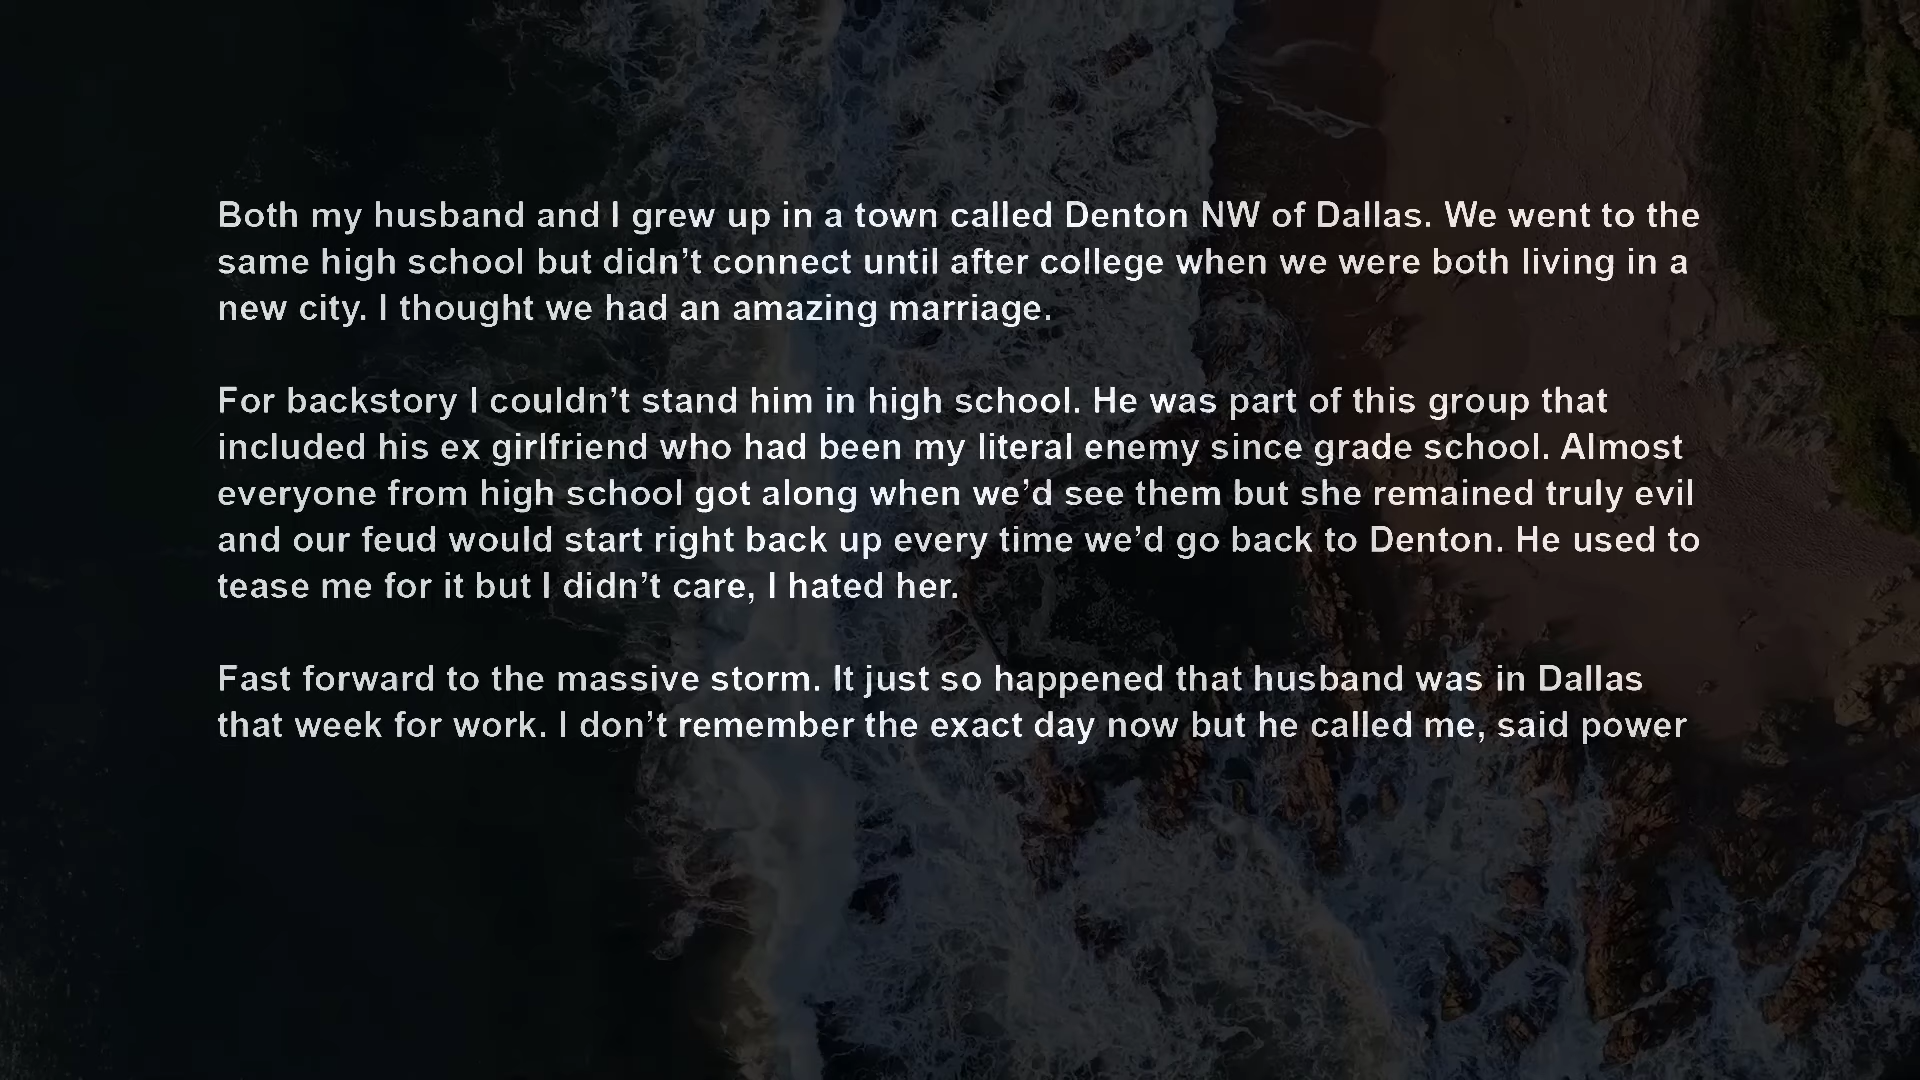 Both my husband and I grew up in a town called Denton NW of Dallas. We went to the
same high school but didn’t connect until after college when we were both living in a
new city. I thought we had an amazing marriage.
For backstory I couldn’t stand him in high school. He was part of this group that
included his ex girlfriend who had been my literal enemy since grade school. Almost
everyone from high school got along when we’d see them but she remained truly evil
and our feud would start right back up every time we’d go back to Denton. He used to
tease me for it but I didn’t care, I hated her.
Fast forward to the massive storm. It just so happened that husband was in Dallas
that week for work. I don’t remember the exact day now but he called me, said power